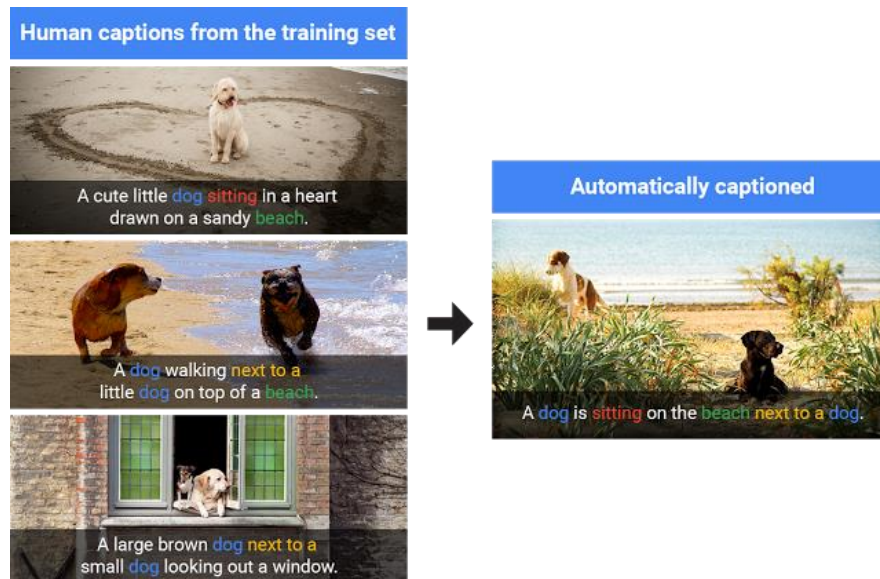 Human captions from the training set
A cute little dog sitting in a heart
drawn on a sandy beach.
A dog walking next to a
little dog on top of a beach.
A large brown dog next to a
small dog looking out a window.
Automatically captioned
A dog is sitting on the beach next to a dog.